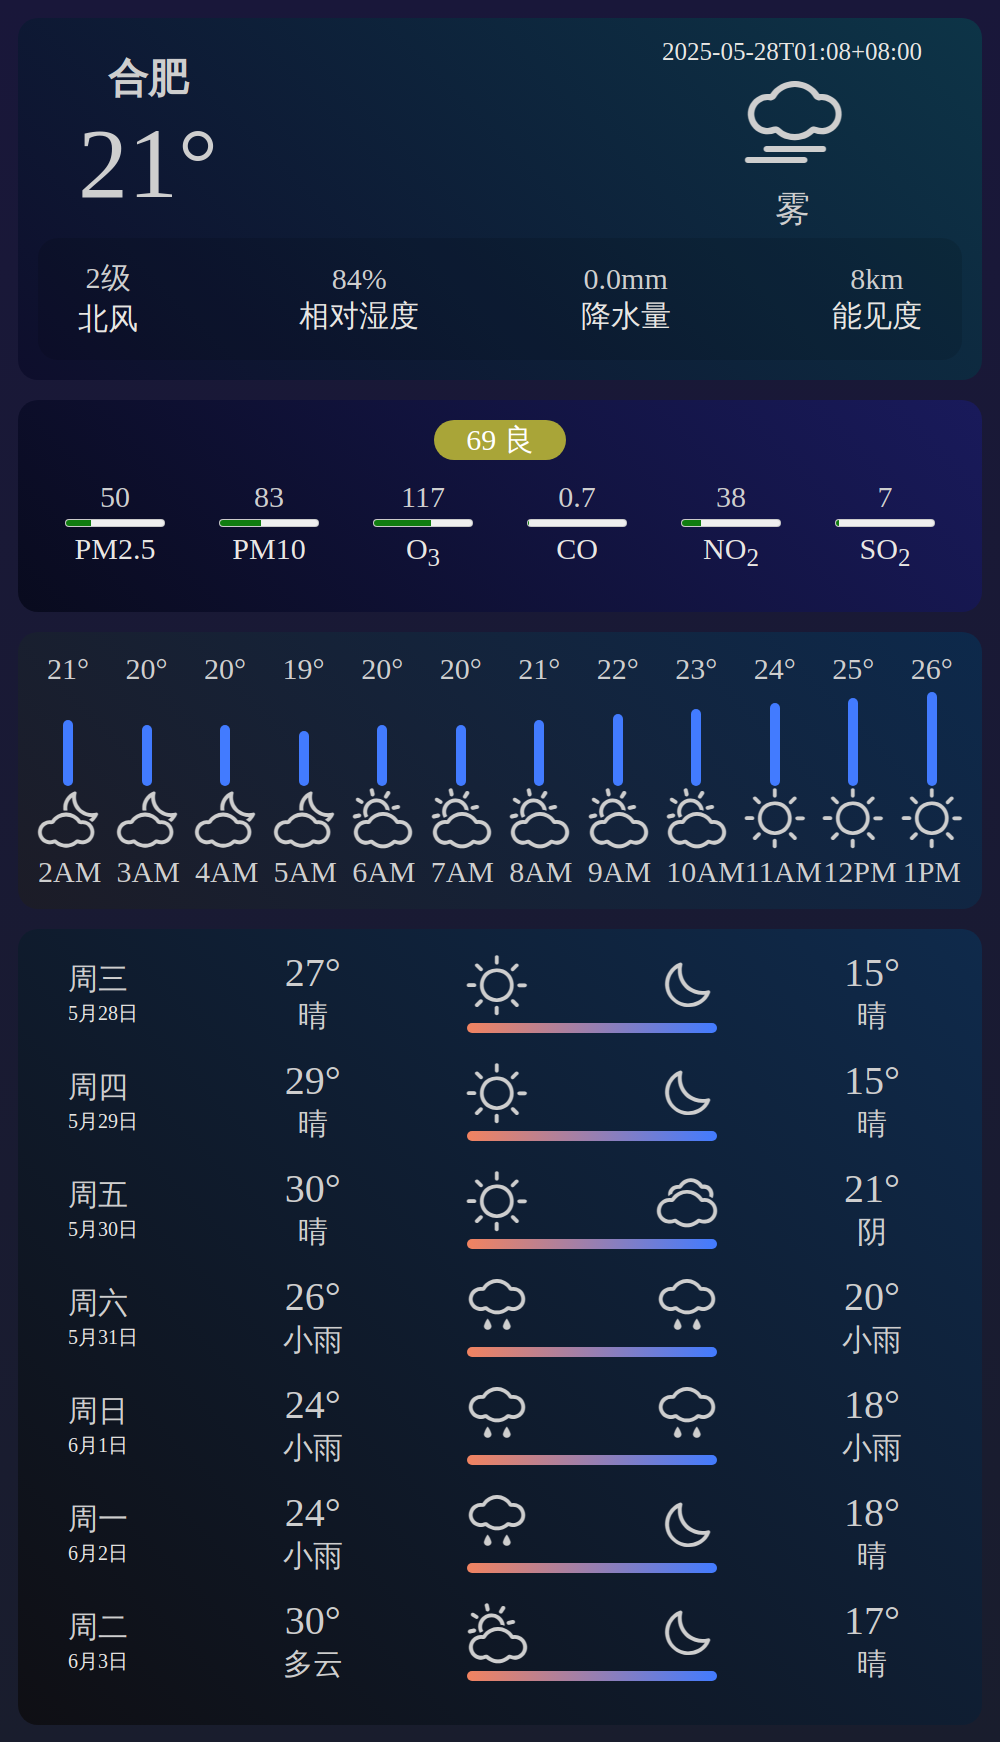 合肥
21°
2025-05-28T01:08+08:00
雾
2级 84% 0.0mm 8km
北风 相对湿度 降水量 能见度
69 良
50 83 117 0.7 38 7
PM2.5 PM10 O3 CO NO2 SO2
21° 20° 20° 19° 20° 20° 21° 22° 23° 24° 25° 26°
2AM 3AM 4AM 5AM 6AM 7AM 8AM 9AM 10AM 11AM 12PM 1PM
周三 27° 15°
5月28日 晴 晴
周四 29° 15°
5月29日 晴 晴
周五 30° 21°
5月30日 晴 阴
周六 26° 20°
5月31日 小雨 小雨
周日 24° 18°
6月1日 小雨 小雨
周一 24° 18°
6月2日 小雨 晴
周二 30° 17°
6月3日 多云 晴